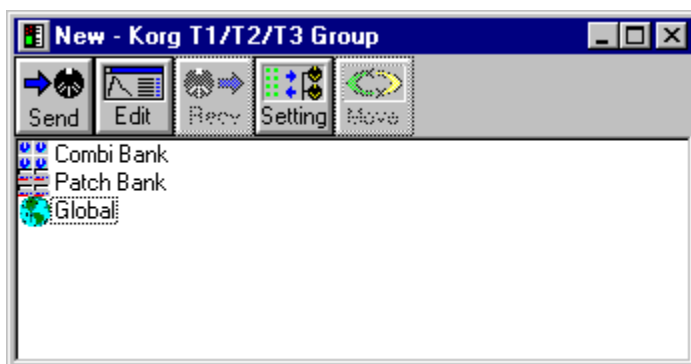 New - Korg T1/T2/T3 Group
Send Edit Recv Setting Move
Combi Bank
Patch Bank
Global